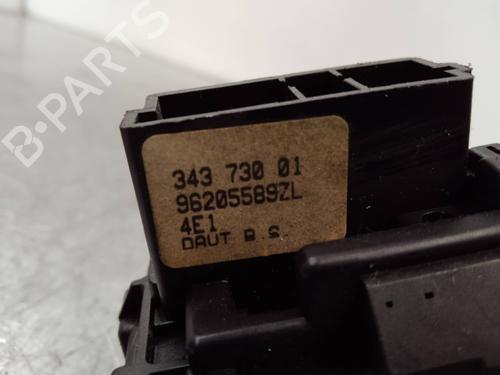 343 730 01
96205589ZL
4E1
DAUT B.S.
B-PARTS